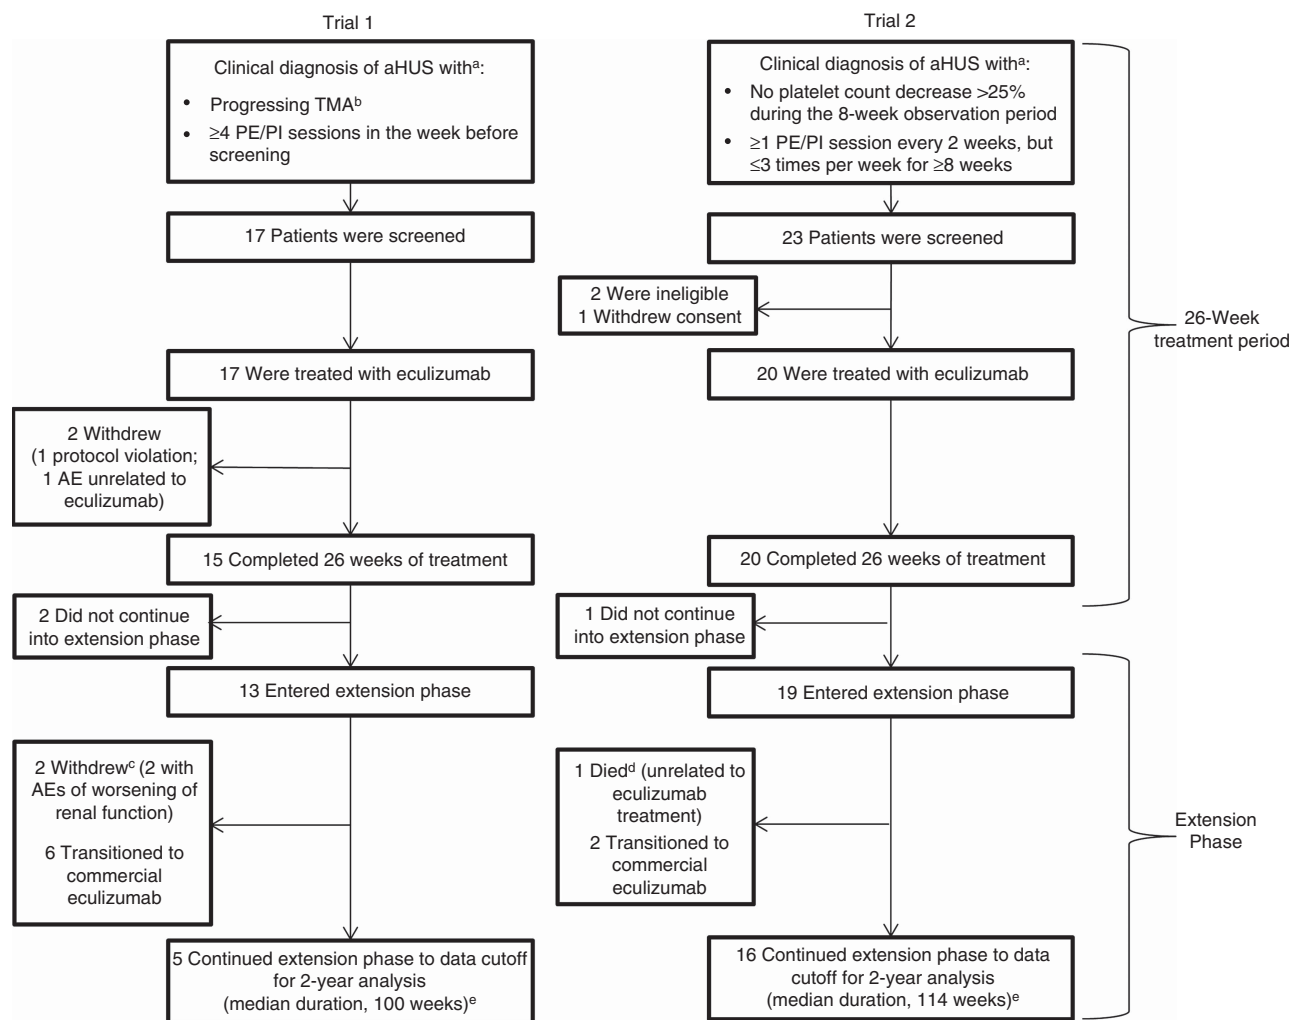 Trial 1
Clinical diagnosis of aHUS withᵃ:
• Progressing TMAᵇ
• ≥4 PE/PI sessions in the week before
screening
17 Patients were screened
17 Were treated with eculizumab
2 Withdrew
(1 protocol violation;
1 AE unrelated to
eculizumab)
15 Completed 26 weeks of treatment
2 Did not continue
into extension phase
13 Entered extension phase
2 Withdrewᶜ (2 with
AEs of worsening of
renal function)
6 Transitioned to
commercial
eculizumab
5 Continued extension phase to data cutoff
for 2-year analysis
(median duration, 100 weeks)ᵉ
Trial 2
Clinical diagnosis of aHUS withᵃ:
• No platelet count decrease >25%
during the 8-week observation period
• ≥1 PE/PI session every 2 weeks, but
≤3 times per week for ≥8 weeks
23 Patients were screened
2 Were ineligible
1 Withdrew consent
20 Were treated with eculizumab
20 Completed 26 weeks of treatment
1 Did not continue
into extension phase
19 Entered extension phase
1 Diedᵈ (unrelated to
eculizumab
treatment)
2 Transitioned to
commercial
eculizumab
16 Continued extension phase to data
cutoff for 2-year analysis
(median duration, 114 weeks)ᵉ
26-Week
treatment period
Extension
Phase